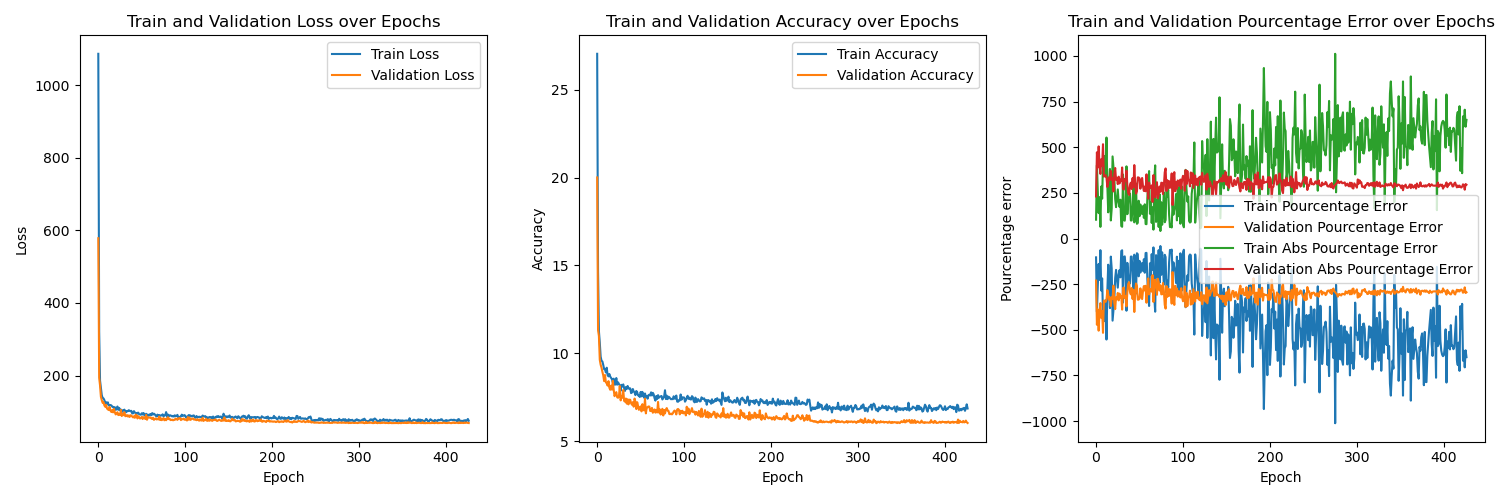 Train and Validation Loss over Epochs
Train Loss
Validation Loss
1000
800
600
400
200
Loss
0
100
200
300
400
Epoch
Train and Validation Accuracy over Epochs
Train Accuracy
Validation Accuracy
25
20
15
10
5
Accuracy
0
100
200
300
400
Epoch
Train and Validation Pourcentage Error over Epochs
1000
750
500
250
0
−250
−500
−750
−1000
Pourcentage error
Train Pourcentage Error
Validation Pourcentage Error
Train Abs Pourcentage Error
Validation Abs Pourcentage Error
0
100
200
300
400
Epoch